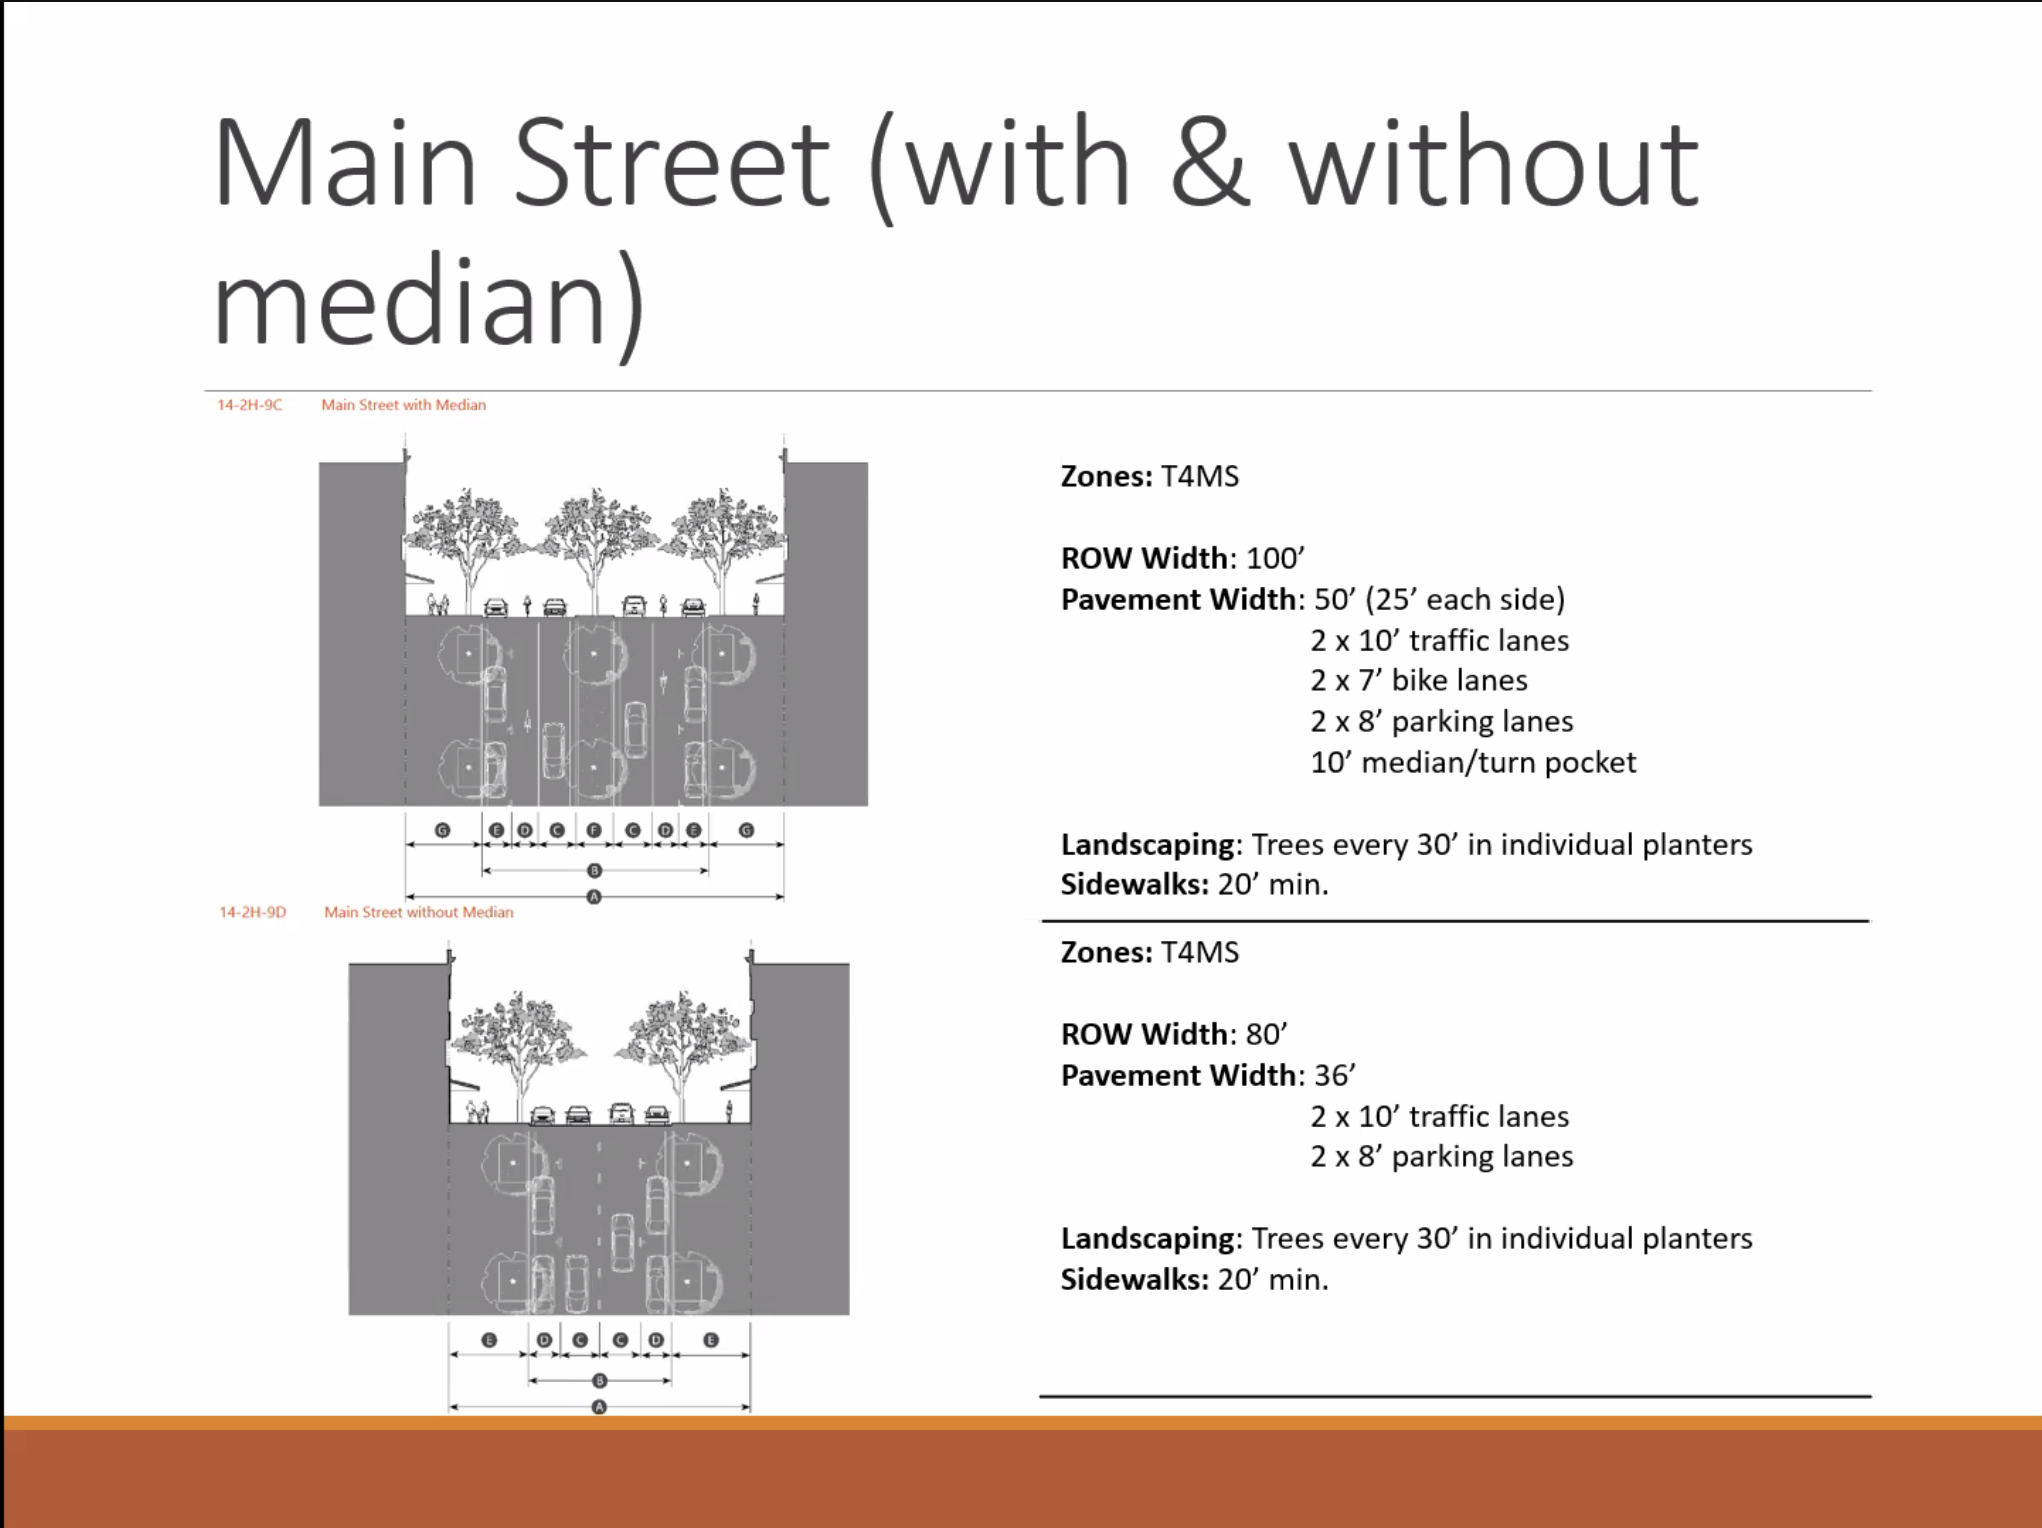 Main Street (with & without
median)
14-2H-9C Main Street with Median
G E D C F C D E G
B
A
Zones: T4MS
ROW Width: 100’
Pavement Width: 50’ (25’ each side)
2 x 10’ traffic lanes
2 x 7’ bike lanes
2 x 8’ parking lanes
10’ median/turn pocket
Landscaping: Trees every 30’ in individual planters
Sidewalks: 20’ min.
14-2H-9D Main Street without Median
E D C C D E
B
A
Zones: T4MS
ROW Width: 80’
Pavement Width: 36’
2 x 10’ traffic lanes
2 x 8’ parking lanes
Landscaping: Trees every 30’ in individual planters
Sidewalks: 20’ min.